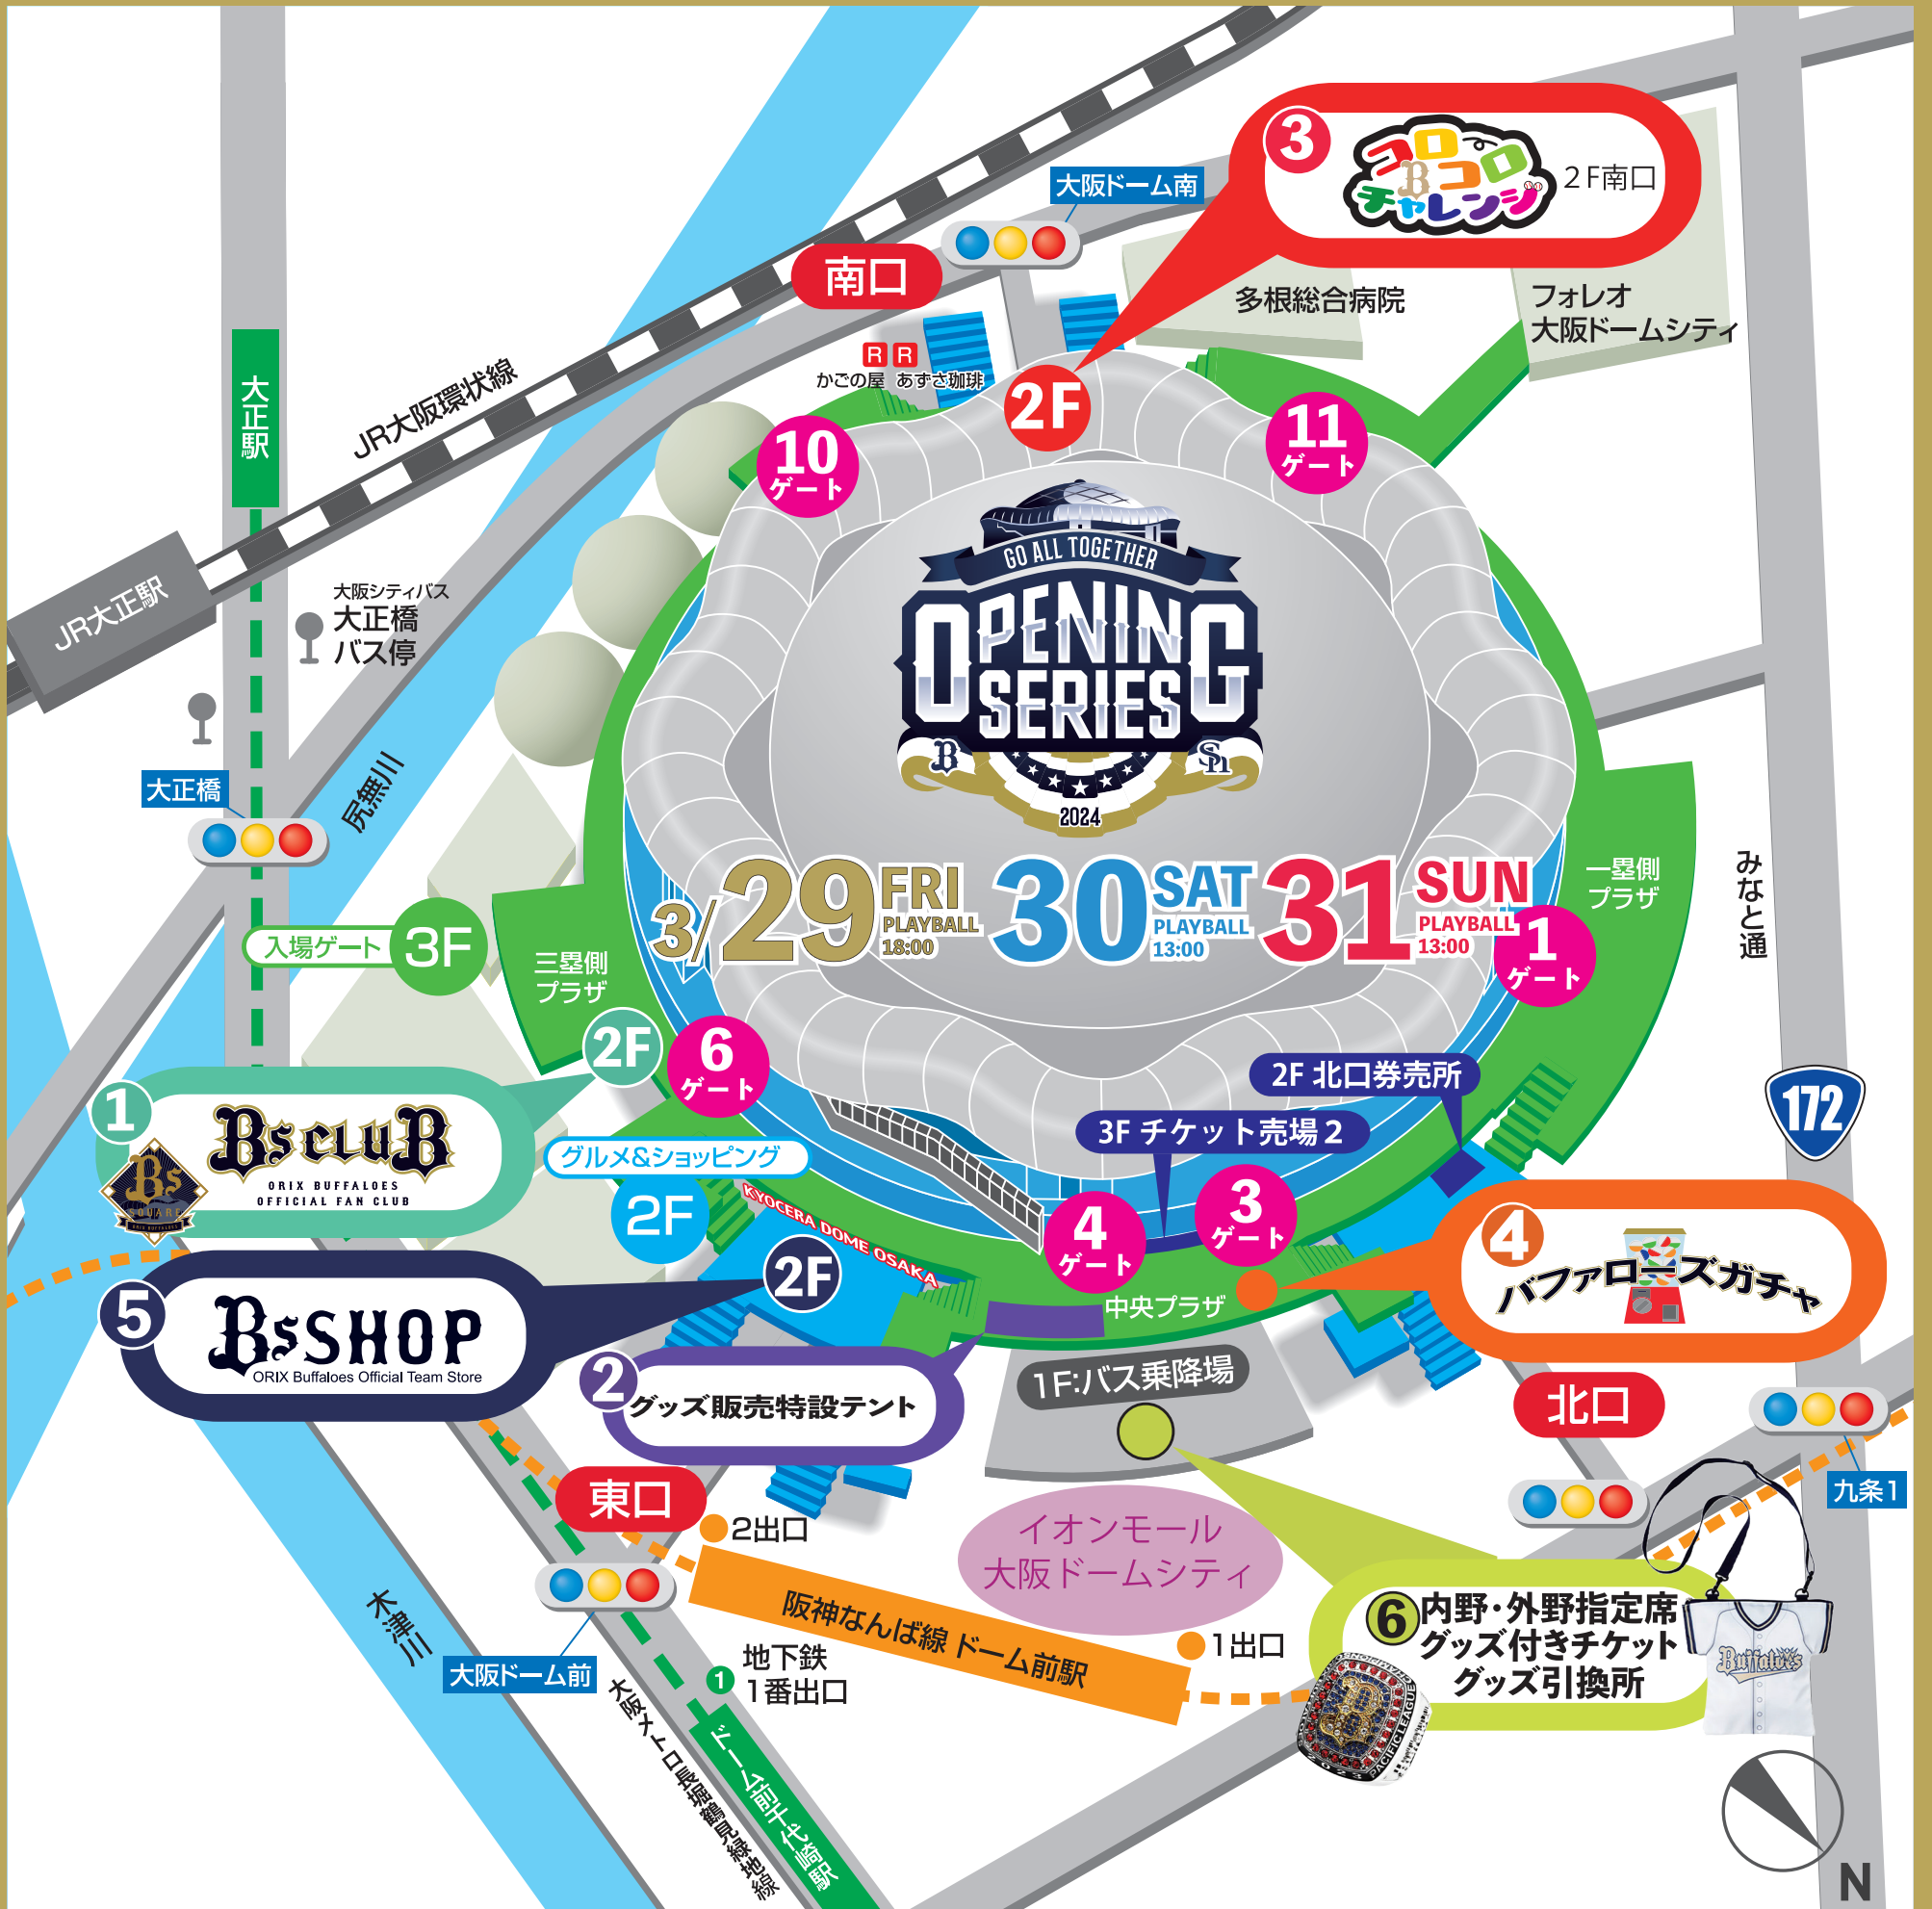 3
コロコロ
B
チャレンジ
2F南口
大阪ドーム南
南口
多根総合病院
フォレオ
大阪ドームシティ
R R
かごの屋 あずさ珈琲
2F
大正駅
JR大阪環状線
10
ゲート
11
ゲート
GO ALL TOGETHER
OPENING
SERIES
B
SH
2024
JR大正駅
大阪シティバス
大正橋
バス停
大正橋
尻無川
3/29 FRI
PLAYBALL
18:00
30 SAT
PLAYBALL
13:00
31 SUN
PLAYBALL
13:00
一塁側
プラザ
みなと通
1
ゲート
入場ゲート 3F
三塁側
プラザ
2F
6
ゲート
2F 北口券売所
3F チケット売場2
172
1
Bs CLUB
ORIX BUFFALOES
OFFICIAL FAN CLUB
Bs
SQUARE
ORIX BUFFALOES
グルメ&ショッピング
2F
KYOCERA DOME OSAKA
2F
4
ゲート
3
ゲート
中央プラザ
4
バファローズガチャ
5
Bs SHOP
ORIX Buffaloes Official Team Store
2
グッズ販売特設テント
1F:バス乗降場
北口
九条1
東口
2出口
イオンモール
大阪ドームシティ
阪神なんば線 ドーム前駅
1出口
木津川
大阪ドーム前
1
地下鉄
1番出口
大阪メトロ長堀鶴見緑地線
ドーム前千代崎駅
6
内野・外野指定席
グッズ付きチケット
グッズ引換所
Buffaloes
PACIFIC LEAGUE
N